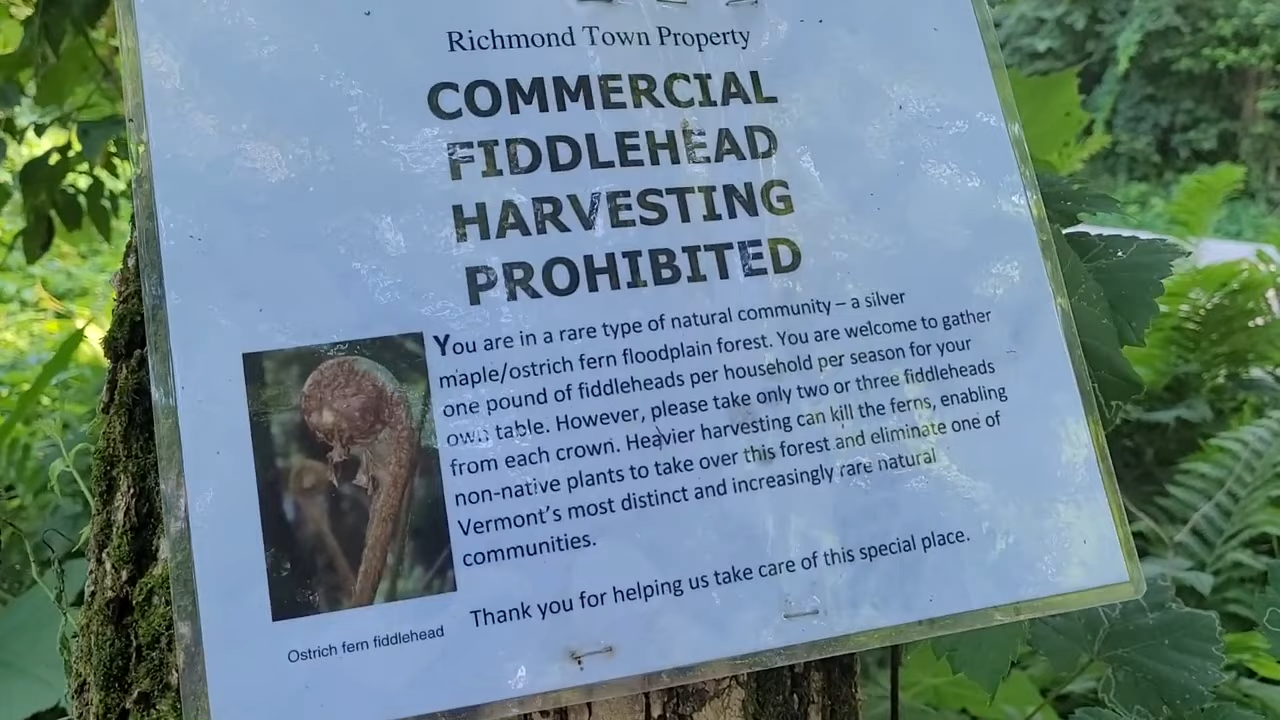 Richmond Town Property
COMMERCIAL
FIDDLEHEAD
HARVESTING
PROHIBITED
You are in a rare type of natural community – a silver
maple/ostrich fern floodplain forest. You are welcome to gather
one pound of fiddleheads per household per season for your
own table. However, please take only two or three fiddleheads
from each crown. Heavier harvesting can kill the ferns, enabling
non-native plants to take over this forest and eliminate one of
Vermont's most distinct and increasingly rare natural
communities.
Thank you for helping us take care of this special place.
Ostrich fern fiddlehead